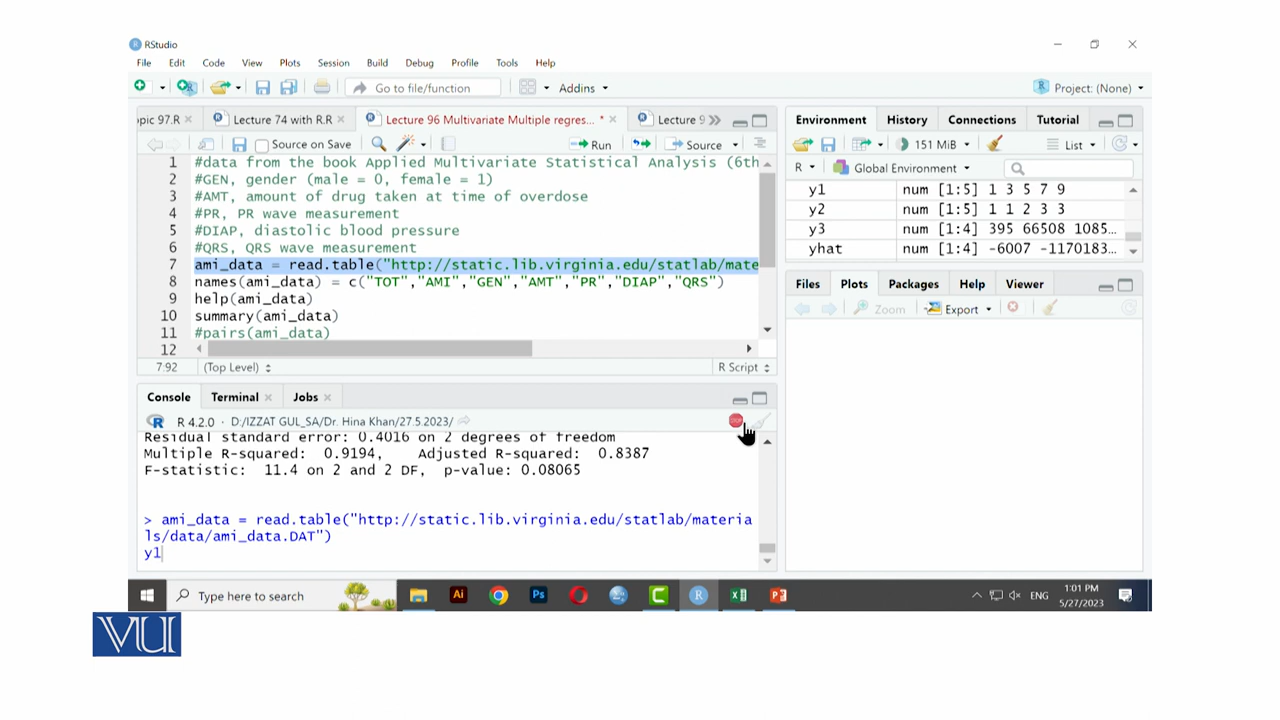 RStudio
File Edit Code View Plots Session Build Debug Profile Tools Help
Go to file/function Addins Project: (None)
pic 97.R Lecture 74 with R.R Lecture 96 Multivariate Multiple regres... * Lecture 9
Source on Save Run Source
1 #data from the book Applied Multivariate Statistical Analysis (6th
2 #GEN, gender (male = 0, female = 1)
3 #AMT, amount of drug taken at time of overdose
4 #PR, PR wave measurement
5 #DIAP, diastolic blood pressure
6 #QRS, QRS wave measurement
7 ami_data = read.table("http://static.lib.virginia.edu/statlab/mate
8 names(ami_data) = c("TOT","AMI","GEN","AMT","PR","DIAP","QRS")
9 help(ami_data)
10 summary(ami_data)
11 #pairs(ami_data)
12
7:92 (Top Level) R Script
Console Terminal Jobs
R 4.2.0 · D:/IZZAT GUL_SA/Dr. Hina Khan/27.5.2023/
Residual standard error: 0.4016 on 2 degrees of freedom
Multiple R-squared: 0.9194, Adjusted R-squared: 0.8387
F-statistic: 11.4 on 2 and 2 DF, p-value: 0.08065
> ami_data = read.table("http://static.lib.virginia.edu/statlab/materia
ls/data/ami_data.DAT")
y1
Environment History Connections Tutorial
151 MiB List
R Global Environment
y1 num [1:5] 1 3 5 7 9
y2 num [1:5] 1 1 2 3 3
y3 num [1:4] 395 66508 1085...
yhat num [1:4] -6007 -1170183...
Files Plots Packages Help Viewer
Zoom Export
Type here to search
Ai
Ps
ENG
1:01 PM
5/27/2023
VU